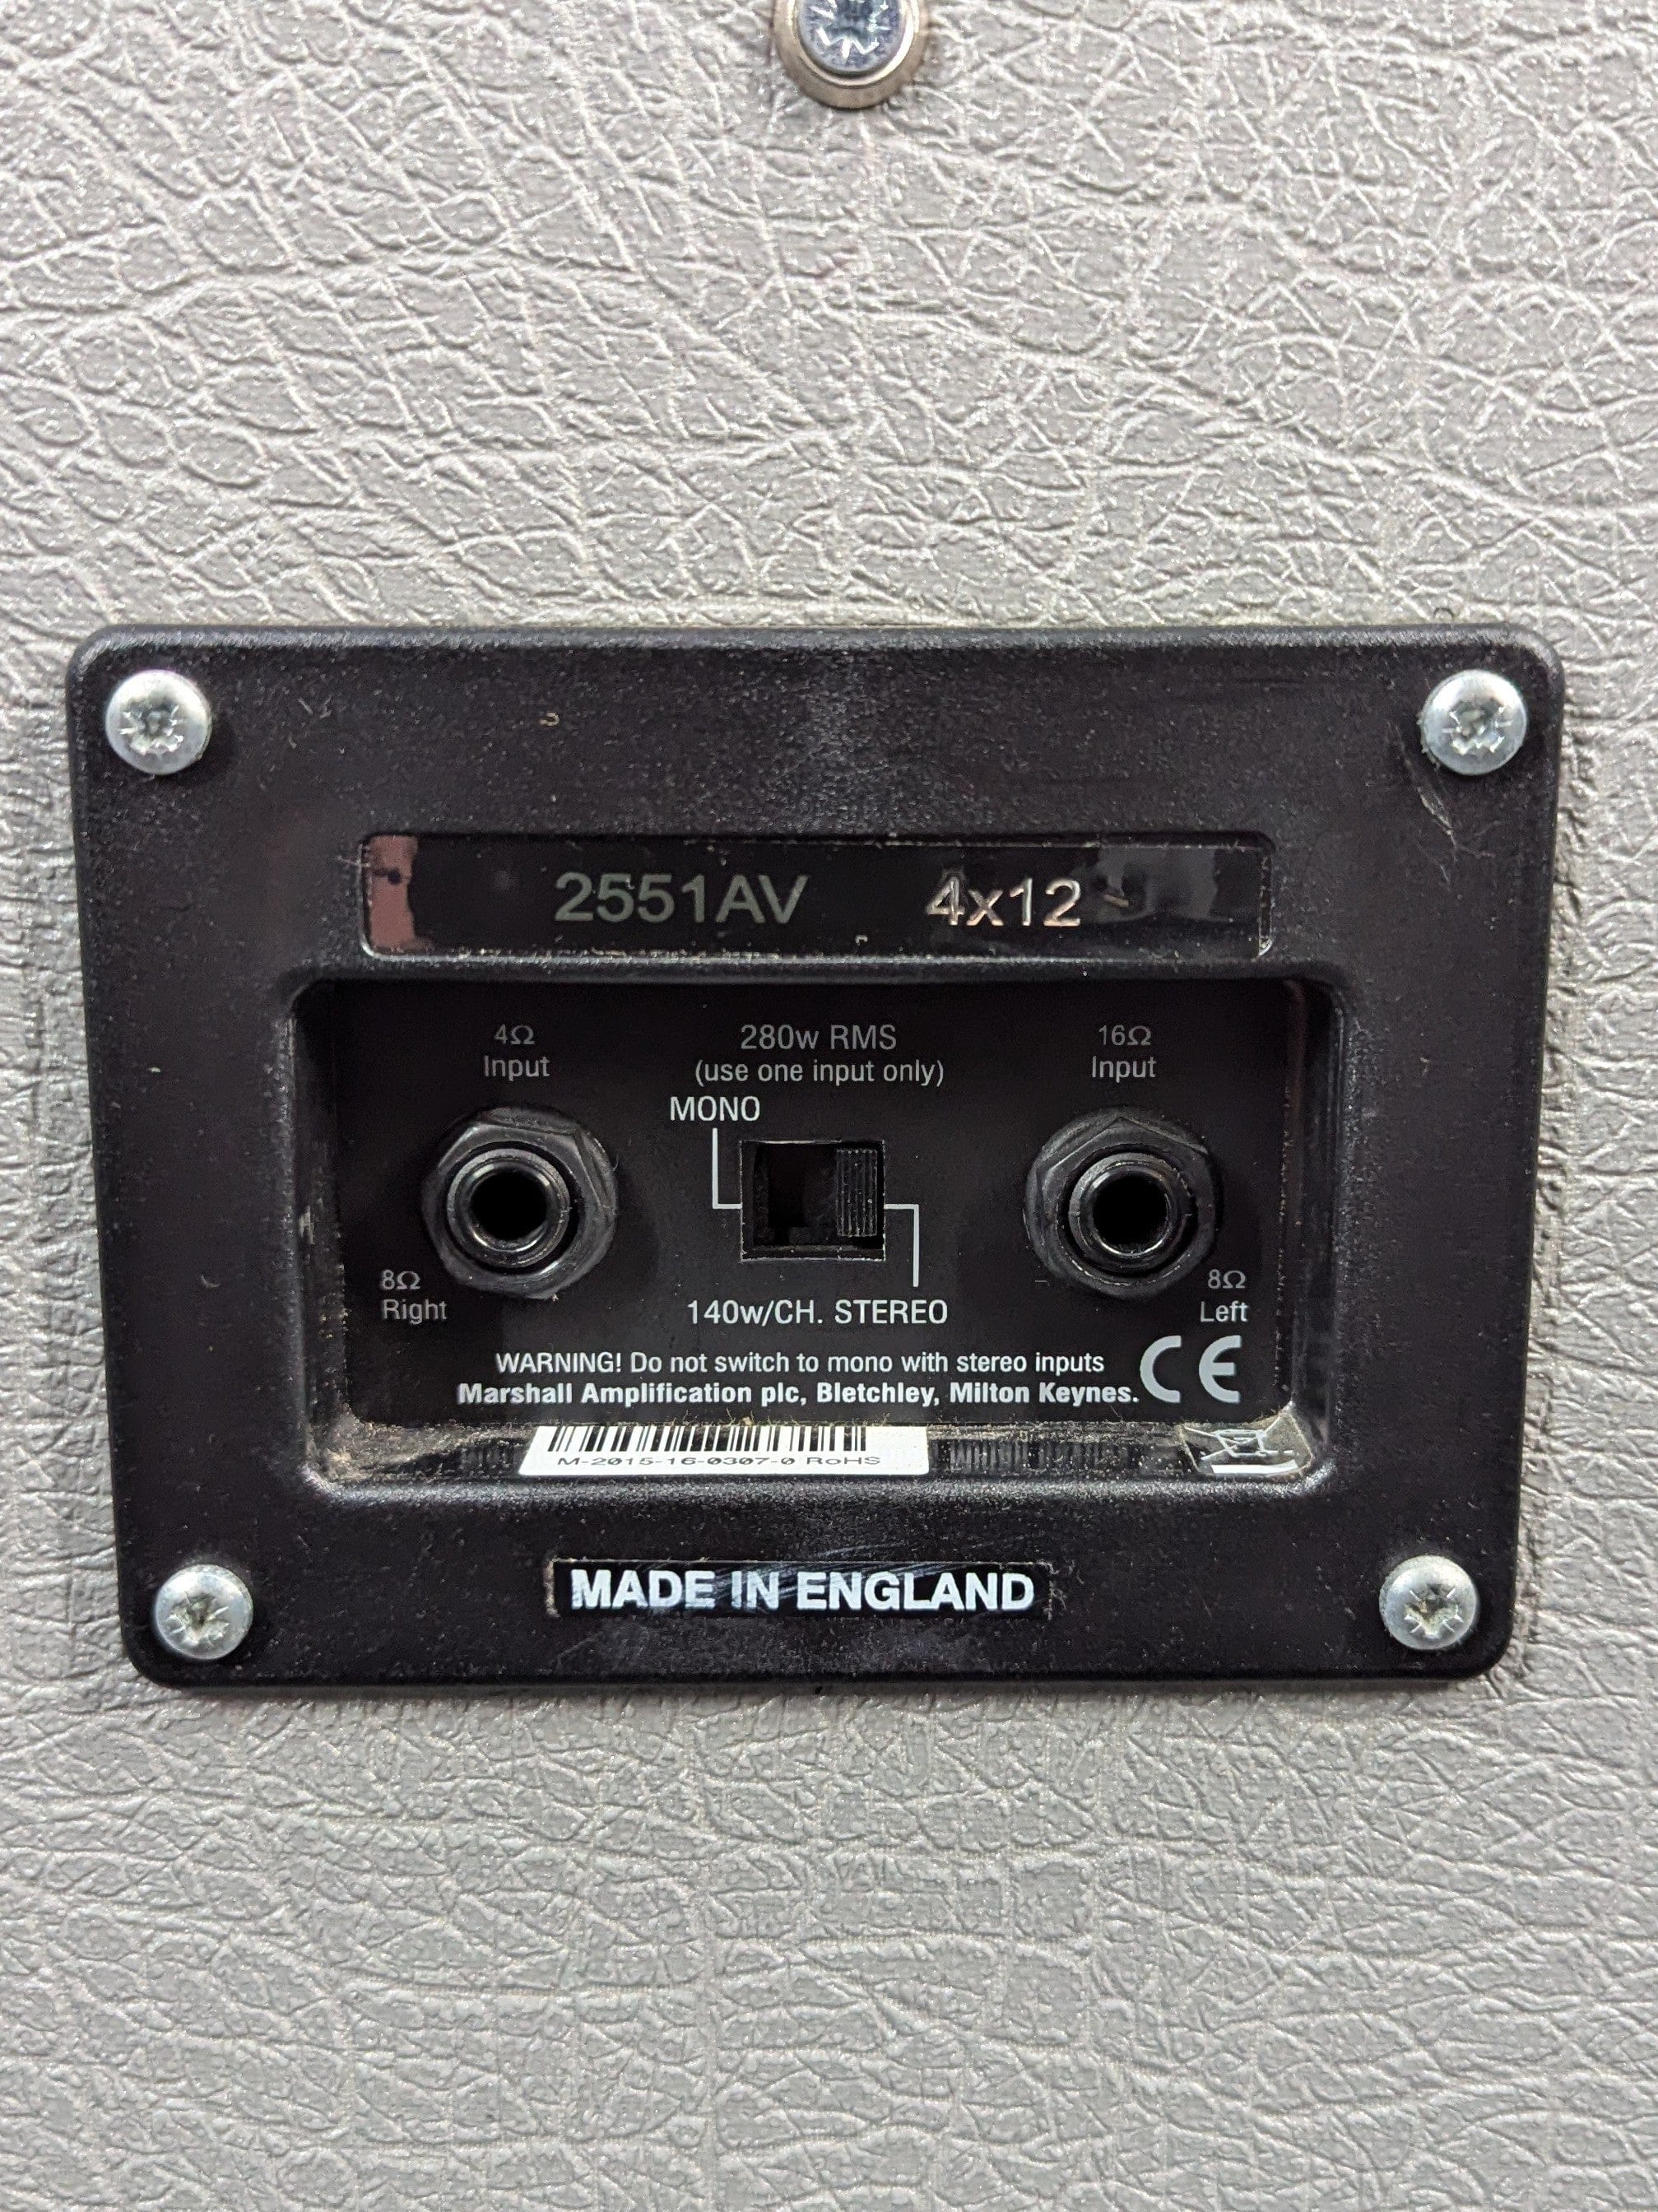 2551AV 4x12
4Ω
Input
280w RMS
(use one input only)
16Ω
Input
MONO
8Ω
Right
140w/CH. STEREO
8Ω
Left
WARNING! Do not switch to mono with stereo inputs
Marshall Amplification plc, Bletchley, Milton Keynes. CE
M-2015-16-0307-0 RoHS
MADE IN ENGLAND